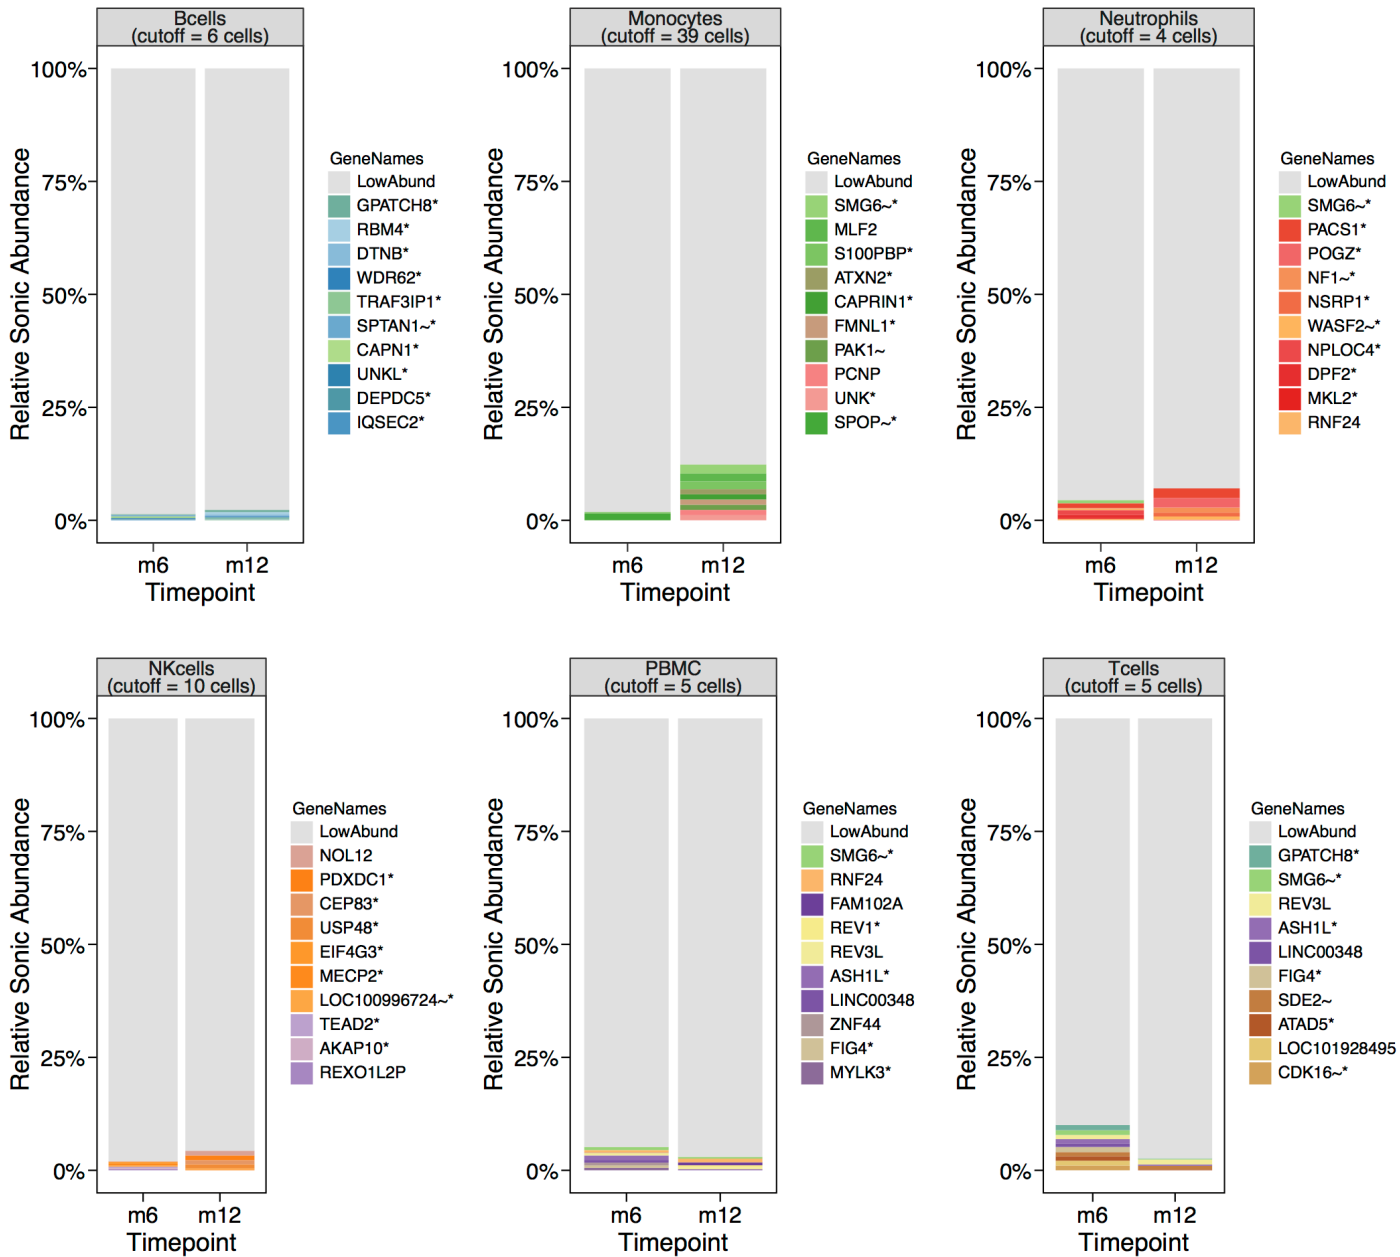 Bcells
(cutoff = 6 cells)
Relative Sonic Abundance
100%
75%
50%
25%
0%
m6 m12
Timepoint
GeneNames
LowAbund
GPATCH8*
RBM4*
DTNB*
WDR62*
TRAF3IP1*
SPTAN1~*
CAPN1*
UNKL*
DEPDC5*
IQSEC2*
Monocytes
(cutoff = 39 cells)
Relative Sonic Abundance
100%
75%
50%
25%
0%
m6 m12
Timepoint
GeneNames
LowAbund
SMG6~*
MLF2
S100PBP*
ATXN2*
CAPRIN1*
FMNL1*
PAK1~
PCNP
UNK*
SPOP~*
Neutrophils
(cutoff = 4 cells)
Relative Sonic Abundance
100%
75%
50%
25%
0%
m6 m12
Timepoint
GeneNames
LowAbund
SMG6~*
PACS1*
POGZ*
NF1~*
NSRP1*
WASF2~*
NPLOC4*
DPF2*
MKL2*
RNF24
NKcells
(cutoff = 10 cells)
Relative Sonic Abundance
100%
75%
50%
25%
0%
m6 m12
Timepoint
GeneNames
LowAbund
NOL12
PDXDC1*
CEP83*
USP48*
EIF4G3*
MECP2*
LOC100996724~*
TEAD2*
AKAP10*
REXO1L2P
PBMC
(cutoff = 5 cells)
Relative Sonic Abundance
100%
75%
50%
25%
0%
m6 m12
Timepoint
GeneNames
LowAbund
SMG6~*
RNF24
FAM102A
REV1*
REV3L
ASH1L*
LINC00348
ZNF44
FIG4*
MYLK3*
Tcells
(cutoff = 5 cells)
Relative Sonic Abundance
100%
75%
50%
25%
0%
m6 m12
Timepoint
GeneNames
LowAbund
GPATCH8*
SMG6~*
REV3L
ASH1L*
LINC00348
FIG4*
SDE2~
ATAD5*
LOC101928495
CDK16~*